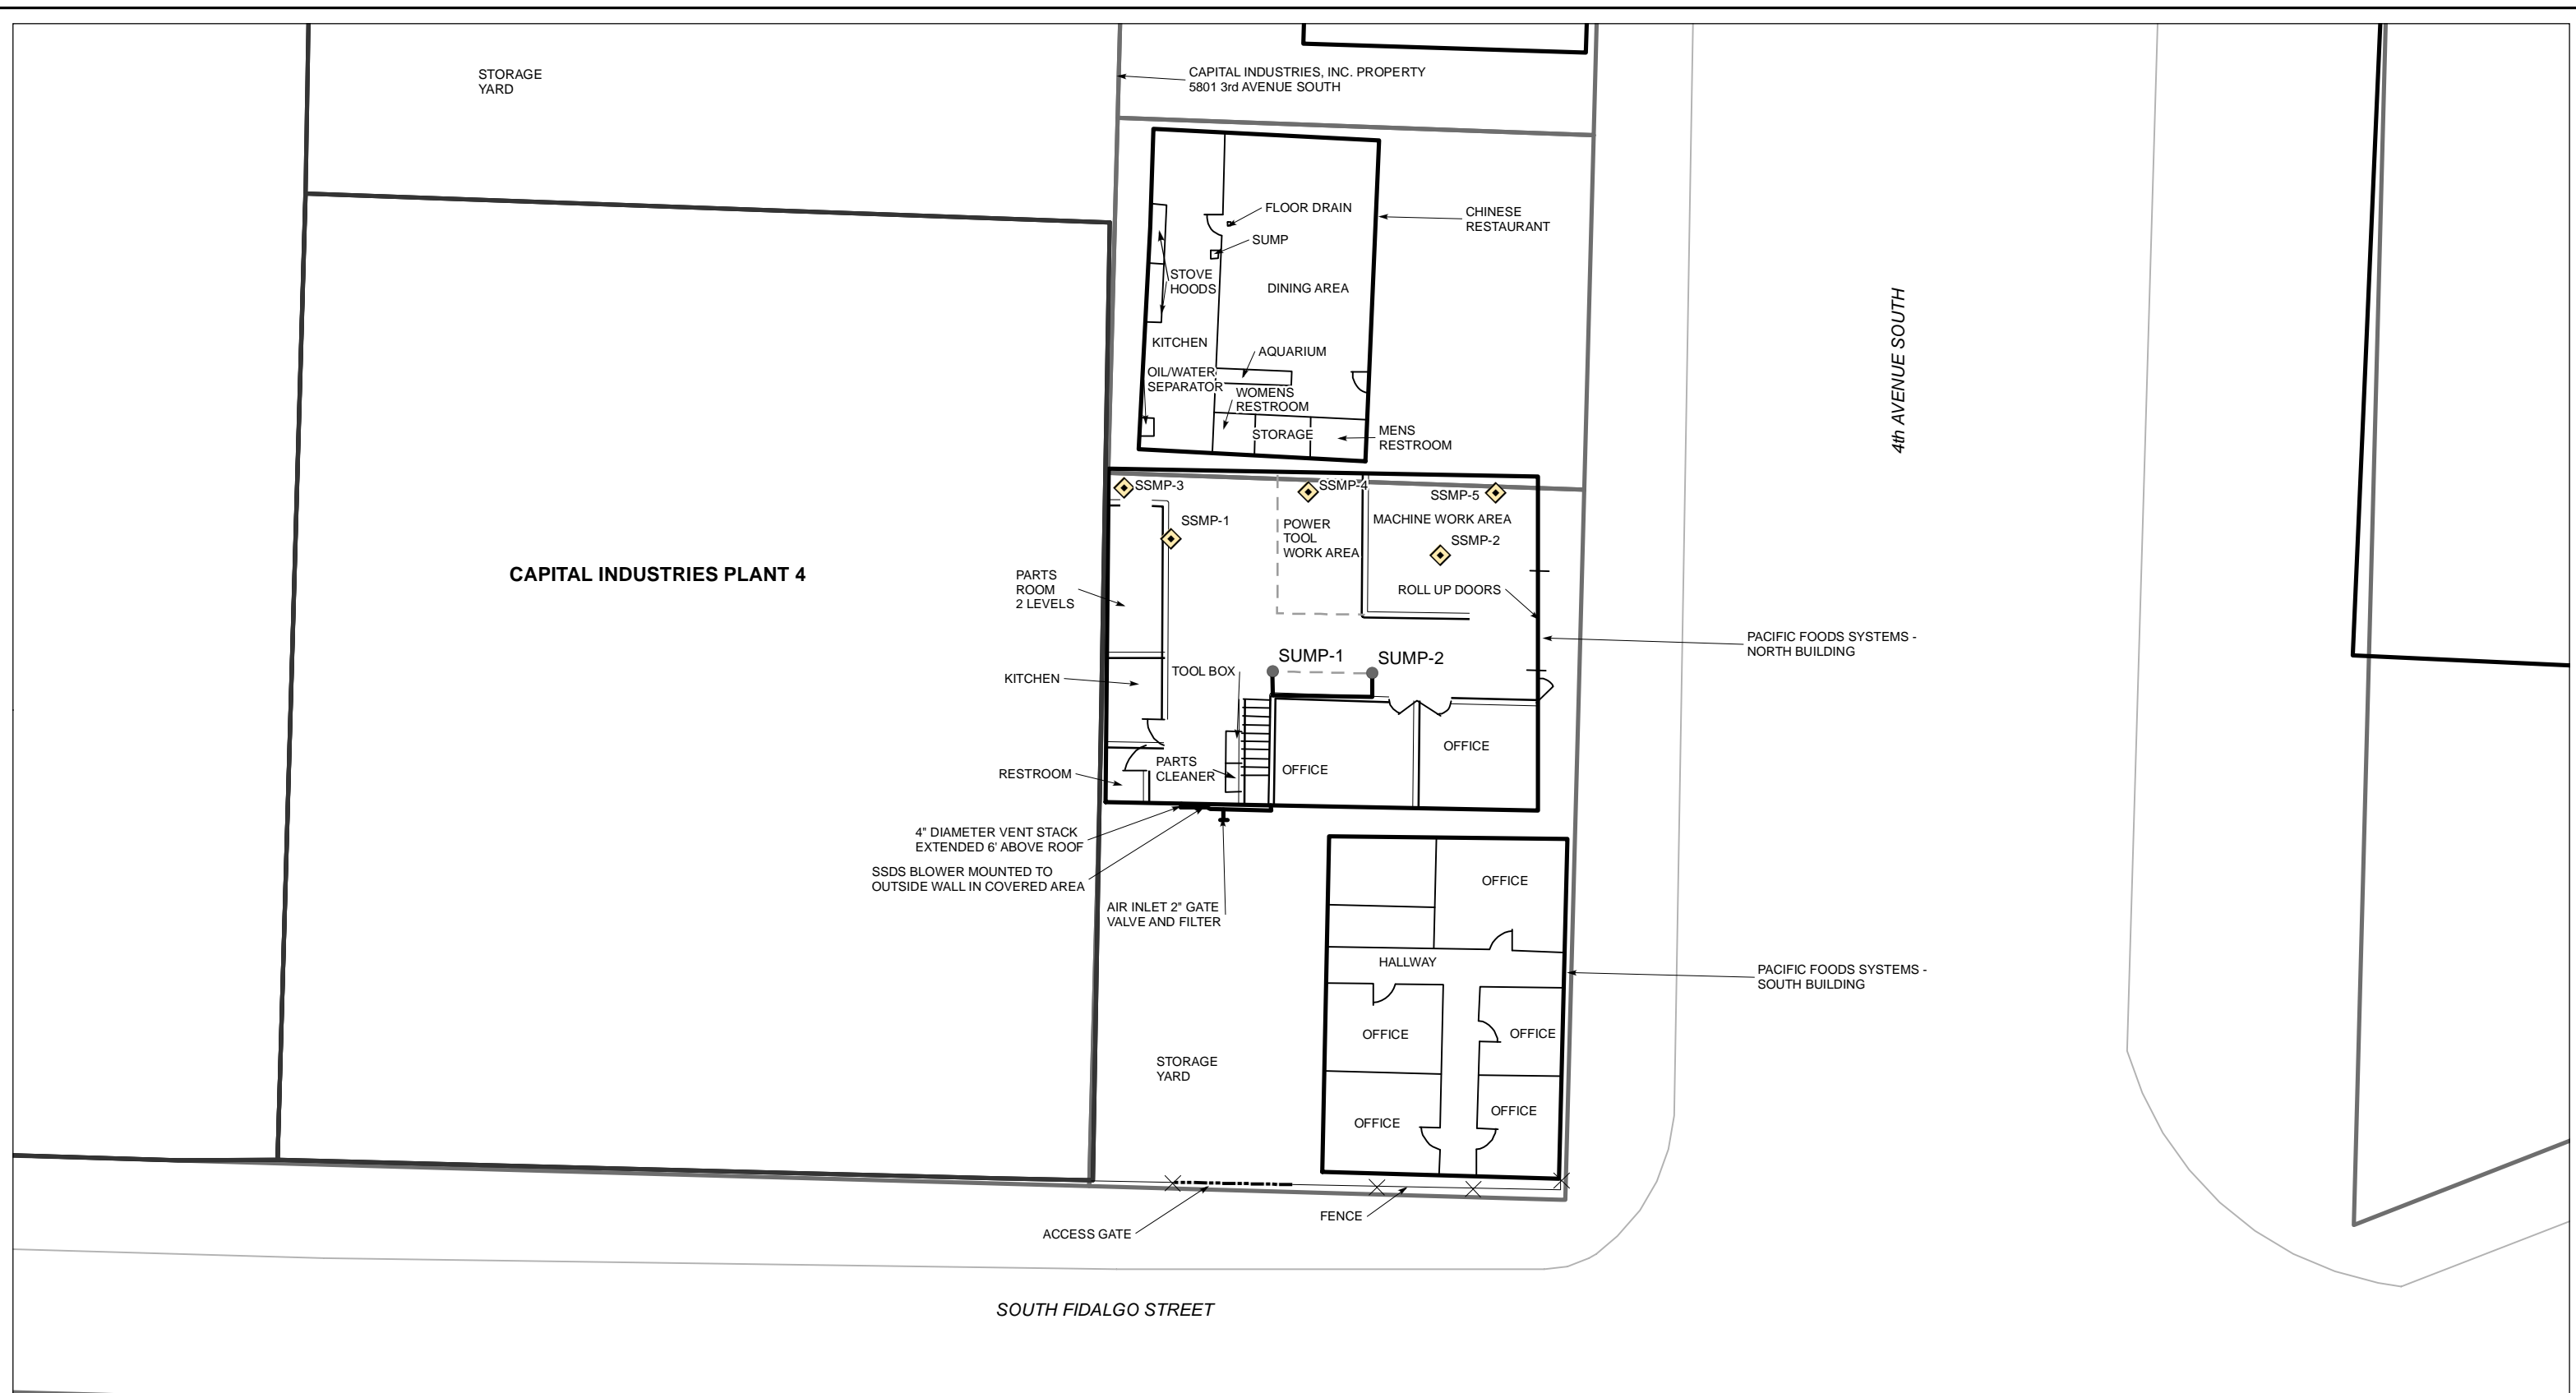 STORAGE
YARD
CAPITAL INDUSTRIES, INC. PROPERTY
5801 3rd AVENUE SOUTH
FLOOR DRAIN
CHINESE
RESTAURANT
SUMP
STOVE
HOODS
DINING AREA
4th AVENUE SOUTH
KITCHEN
AQUARIUM
OIL/WATER
SEPARATOR
WOMENS
RESTROOM
STORAGE
MENS
RESTROOM
SSMP-3
SSMP-4
SSMP-5
SSMP-1
POWER
TOOL
WORK AREA
MACHINE WORK AREA
SSMP-2
CAPITAL INDUSTRIES PLANT 4
PARTS
ROOM
2 LEVELS
ROLL UP DOORS
PACIFIC FOODS SYSTEMS -
NORTH BUILDING
SUMP-1
SUMP-2
KITCHEN
TOOL BOX
OFFICE
PARTS
CLEANER
OFFICE
RESTROOM
4" DIAMETER VENT STACK
EXTENDED 6' ABOVE ROOF
SSDS BLOWER MOUNTED TO
OUTSIDE WALL IN COVERED AREA
OFFICE
AIR INLET 2" GATE
VALVE AND FILTER
HALLWAY
PACIFIC FOODS SYSTEMS -
SOUTH BUILDING
OFFICE
OFFICE
STORAGE
YARD
OFFICE
OFFICE
FENCE
ACCESS GATE
SOUTH FIDALGO STREET